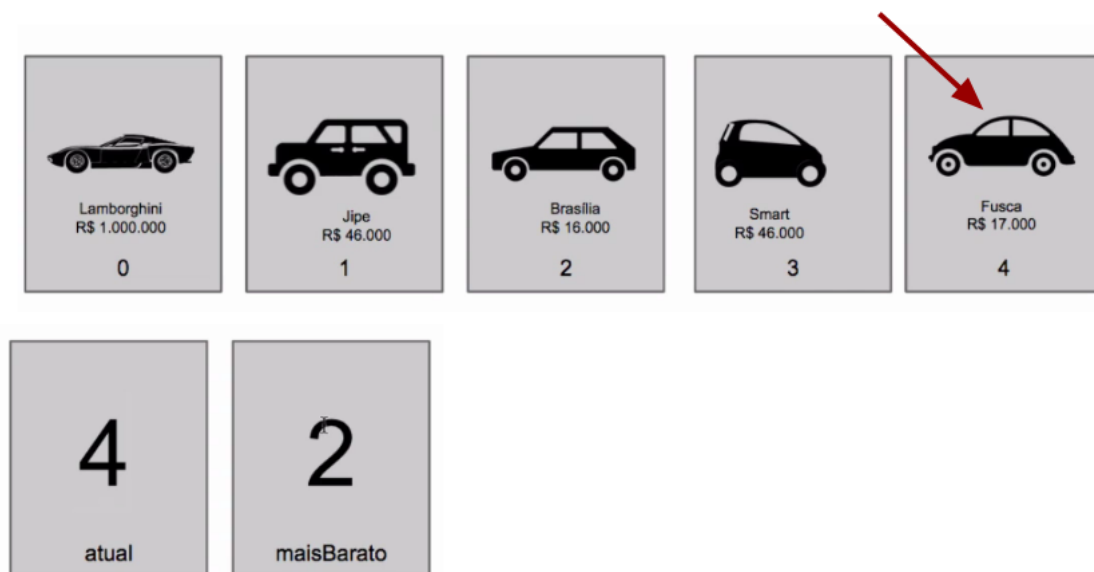 Lamborghini
R$ 1.000.000
0
Jipe
R$ 46.000
1
Brasília
R$ 16.000
2
Smart
R$ 46.000
3
Fusca
R$ 17.000
4
4
atual
2
maisBarato